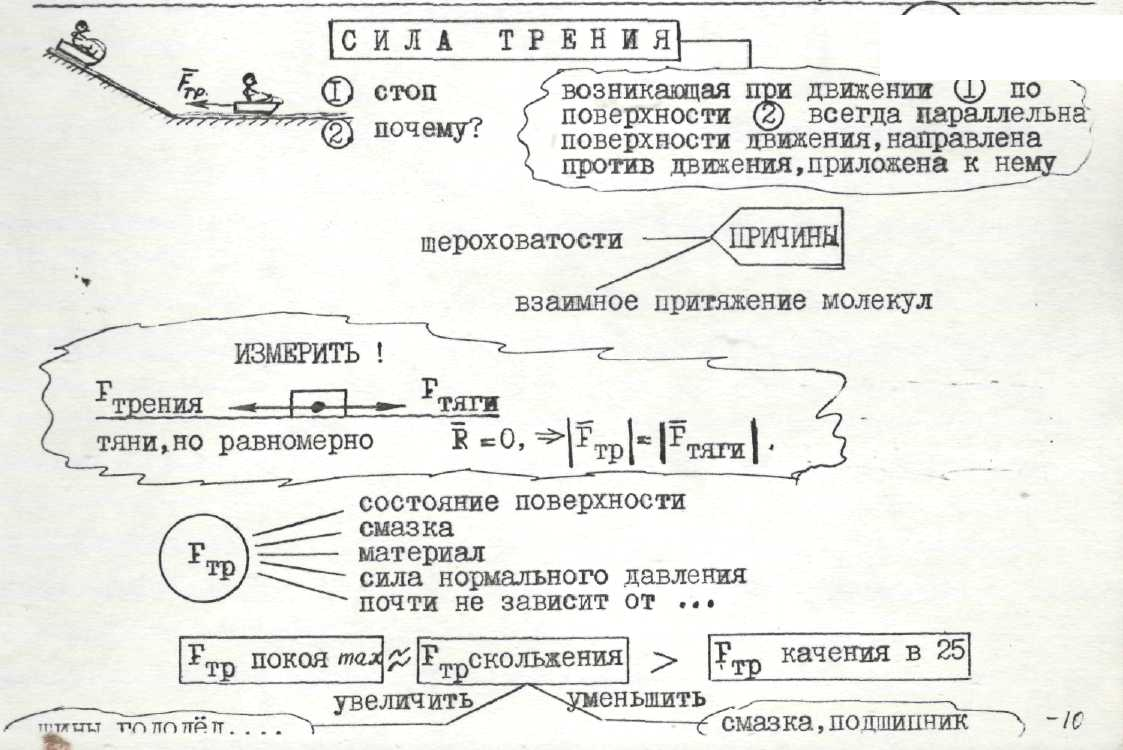 СИЛА ТРЕНИЯ
F̅тр.
① стоп
② почему?
возникающая при движении ① по
поверхности ② всегда параллельна
поверхности движения,направлена
против движения,приложена к нему
шероховатости
ПРИЧИНЫ
взаимное притяжение молекул
ИЗМЕРИТЬ !
Fтрения
Fтяги
тяни,но равномерно R̅ =0, ⇒ |F̅тр|=|F̅тяги|.
Fтр
состояние поверхности
смазка
материал
сила нормального давления
почти не зависит от ...
Fтр покоя max ≈ Fтрскольжения > Fтр качения в 25
увеличить уменьшить
шины гололёд.... смазка,подшипник -10